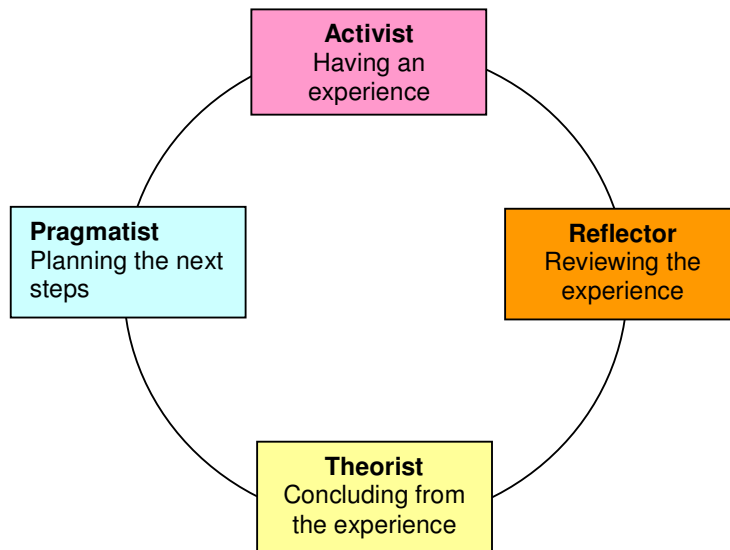 Activist
Having an
experience
Pragmatist
Planning the next
steps
Reflector
Reviewing the
experience
Theorist
Concluding from
the experience